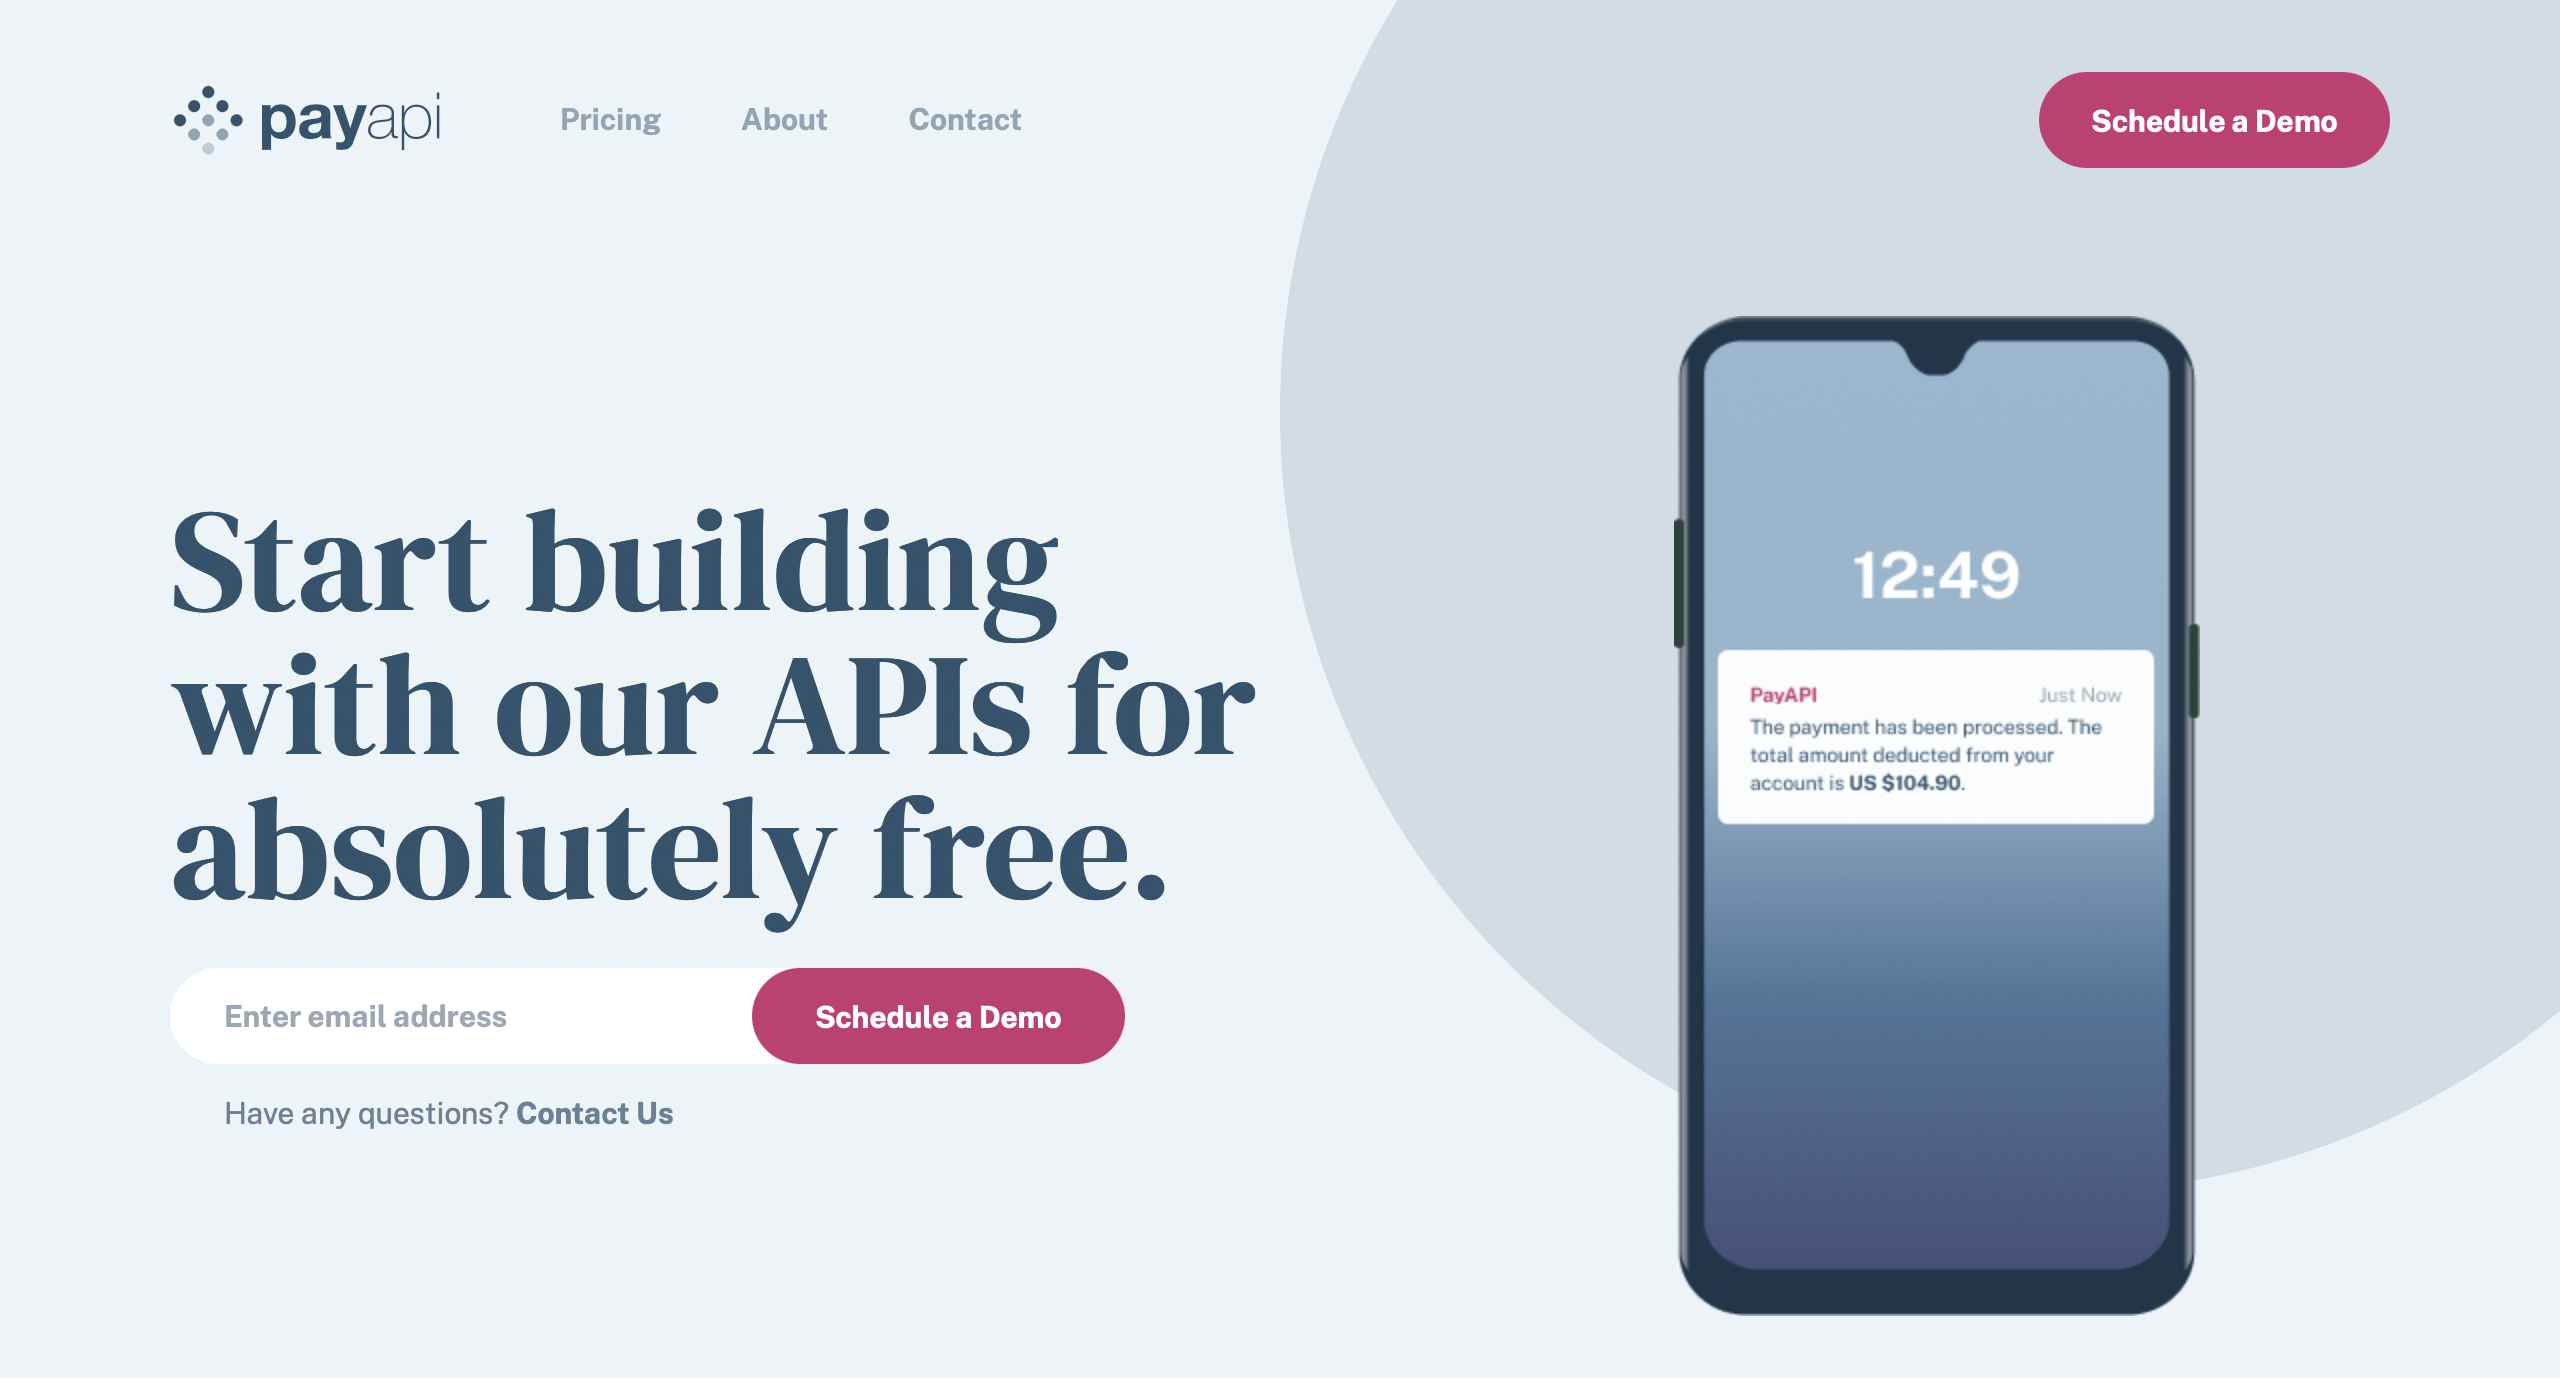 payapi
Pricing
About
Contact
Schedule a Demo
Start building
with our APIs for
absolutely free.
Enter email address
Schedule a Demo
Have any questions? Contact Us
12:49
PayAPI
Just Now
The payment has been processed. The
total amount deducted from your
account is US $104.90.